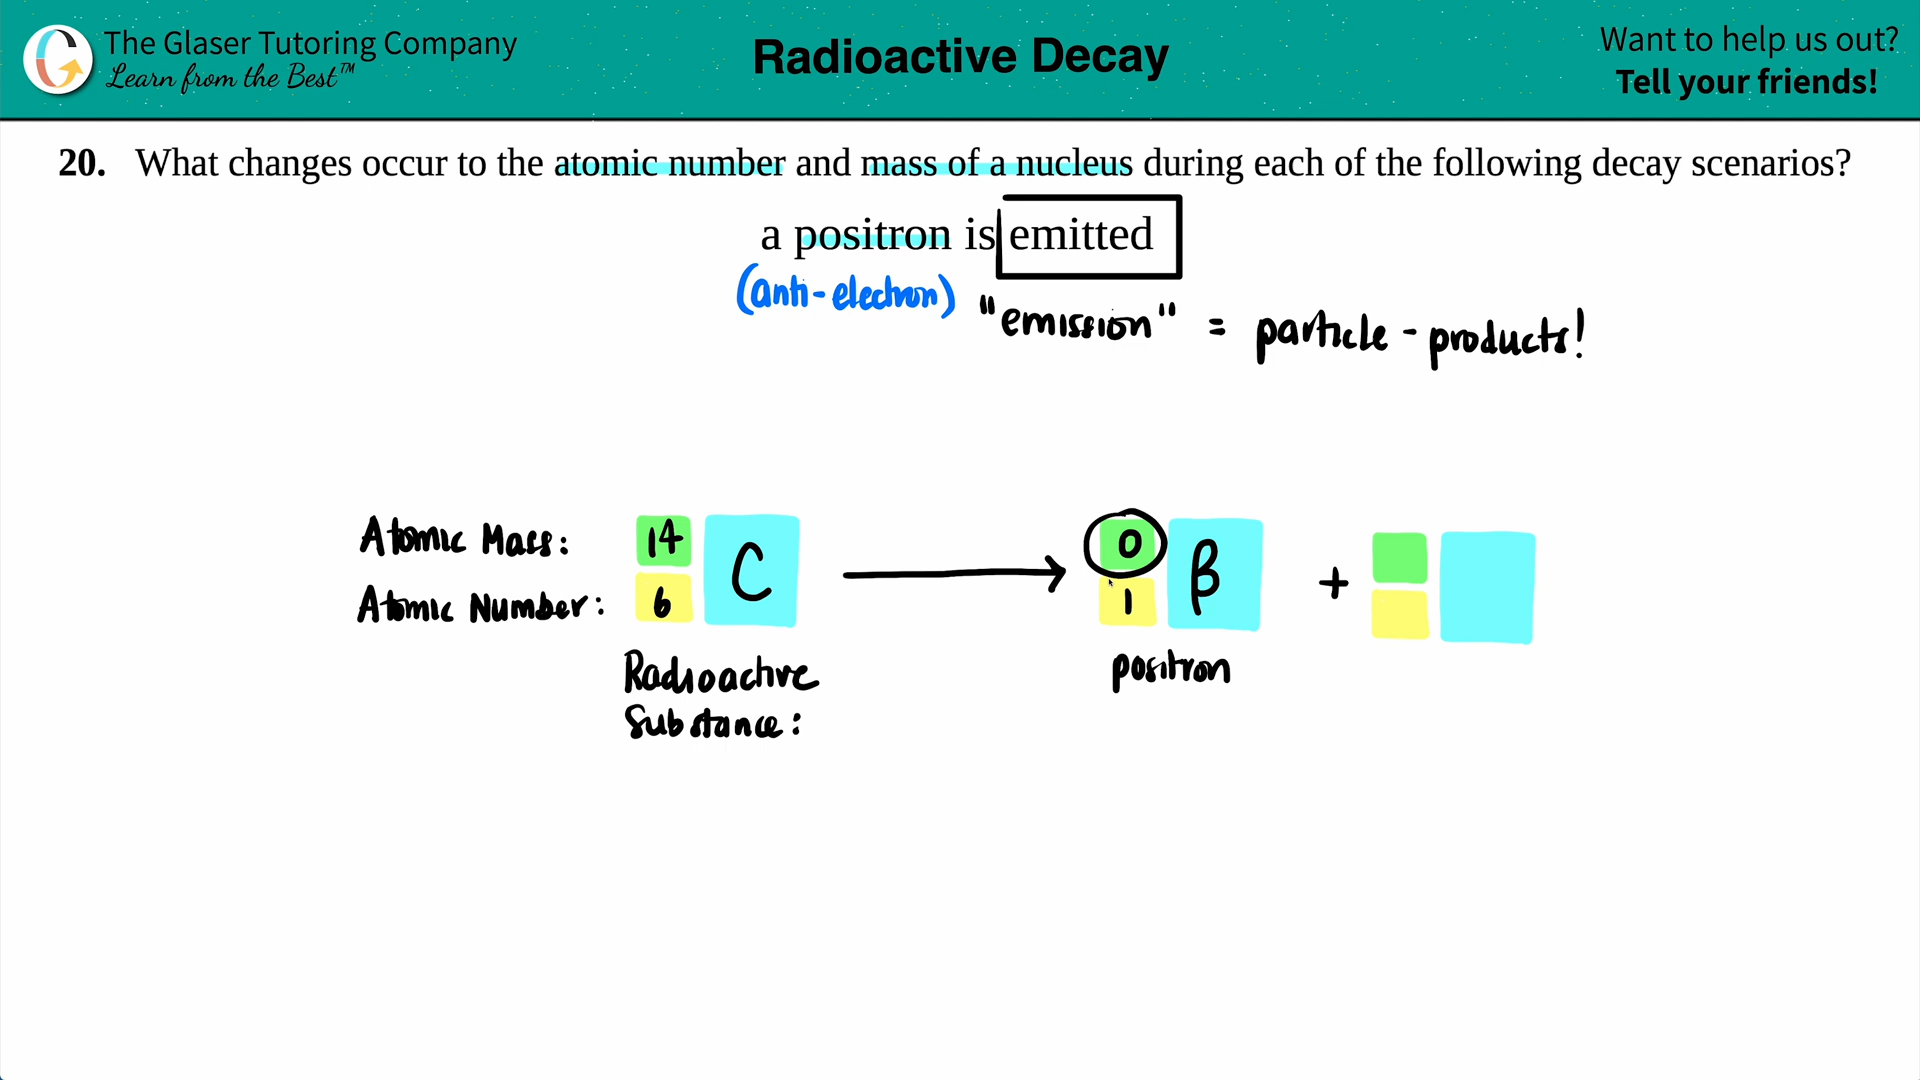 The Glaser Tutoring Company
Learn from the Best™
Radioactive Decay
Want to help us out?
Tell your friends!
20. What changes occur to the atomic number and mass of a nucleus during each of the following decay scenarios?
a positron is emitted
(anti-electron)
"emission" = particle - products!
Atomic Mass: 14 C 0 β +
Atomic Number: 6 1
Radioactive
Substance:
positron